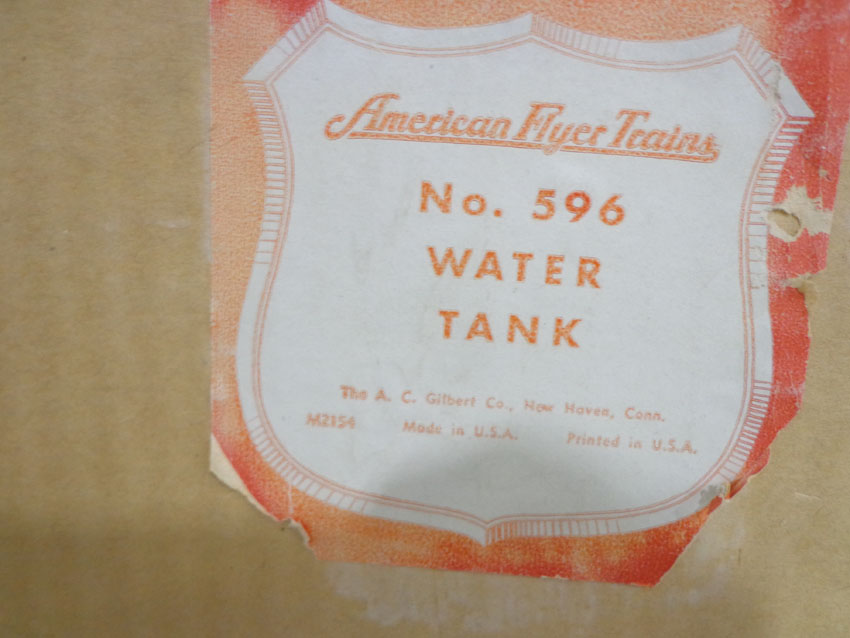 American Flyer Trains
No. 596
WATER
TANK
The A. C. Gilbert Co., New Haven, Conn.
M2154 Made in U.S.A. Printed in U.S.A.